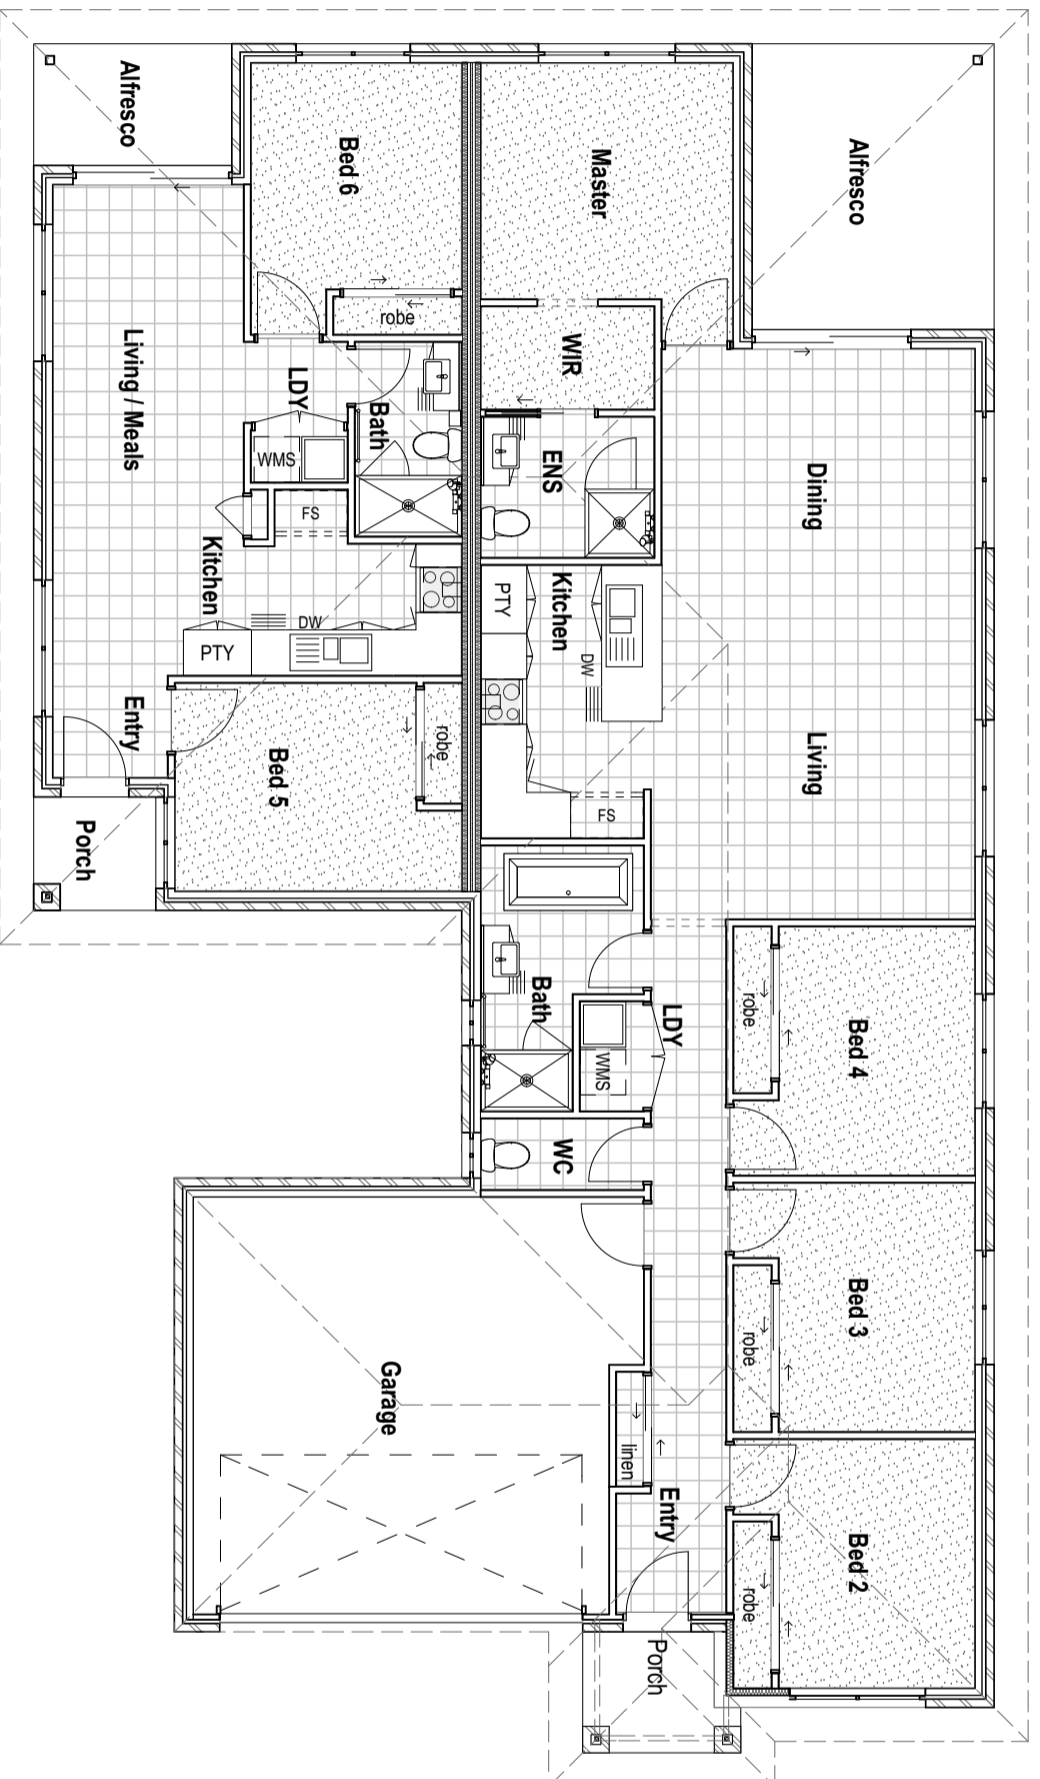 Alfresco
Alfresco
Bed 6
Master
robe
WIR
Living / Meals
LDY
Bath
WMS
ENS
Dining
FS
Kitchen
Kitchen
PTY
DW
DW
PTY
Entry
robe
Bed 5
Living
FS
Porch
Bath
LDY
WMS
robe
Bed 4
WC
Bed 3
robe
Garage
linen
Entry
Bed 2
robe
Porch